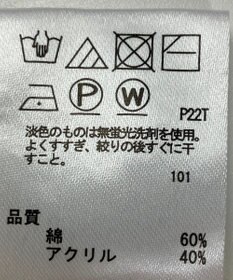 P W
P22T
淡色のものは無蛍光洗剤を使用。
よくすすぎ、絞りの後すぐに干
すこと。
101
品質
綿 60%
アクリル 40%